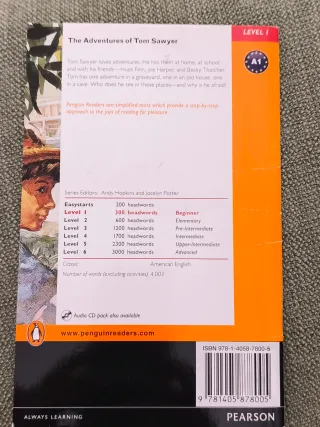 LEVEL 1
A1
The Adventures of Tom Sawyer
Tom Sawyer loves adventures. He has them at home, at school
and with his friends—Huck Finn, Joe Harper and Becky Thatcher.
Tom has one adventure in a graveyard, one in an old house, one
in a cave. Who does he see in those places—and why is he afraid?
Penguin Readers are simplified texts which provide a step-by-step
approach to the joys of reading for pleasure.
Series Editors: Andy Hopkins and Jocelyn Potter
Easystarts 200 headwords
Level 1 300 headwords Beginner
Level 2 600 headwords Elementary
Level 3 1200 headwords Pre-Intermediate
Level 4 1700 headwords Intermediate
Level 5 2300 headwords Upper-Intermediate
Level 6 3000 headwords Advanced
Classic American English
Number of words (excluding activities): 4,003
Audio CD pack also available
www.penguinreaders.com
ISBN 978-1-4058-7800-5
9 781405 878005
ALWAYS LEARNING
PEARSON